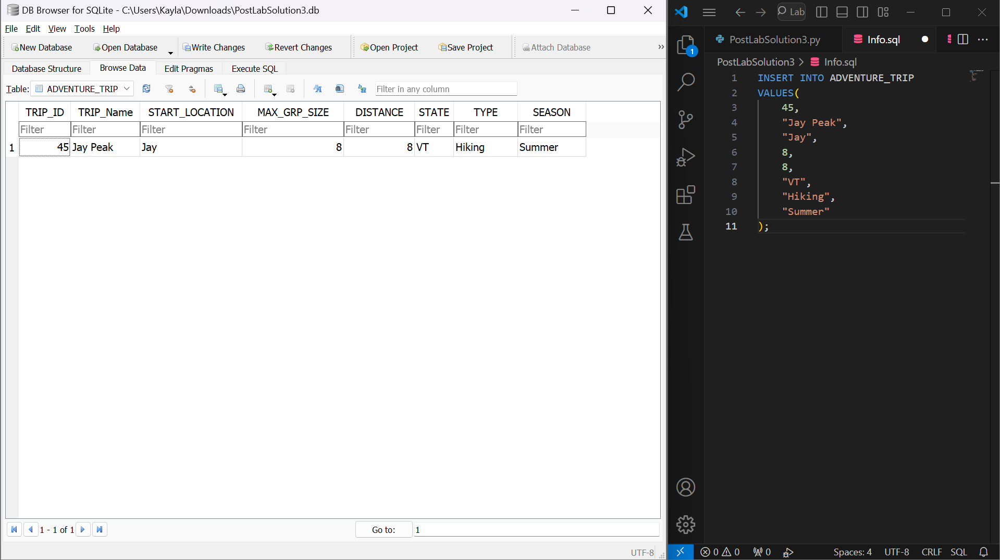 DB Browser for SQLite - C:\Users\Kayla\Downloads\PostLabSolution3.db
File Edit View Tools Help
New Database Open Database Write Changes Revert Changes Open Project Save Project Attach Database »
Database Structure Browse Data Edit Pragmas Execute SQL
Table: ADVENTURE_TRIP Filter in any column
TRIP_ID TRIP_Name START_LOCATION MAX_GRP_SIZE DISTANCE STATE TYPE SEASON
Filter Filter Filter Filter Filter Filter Filter Filter
1 45 Jay Peak Jay 8 8 VT Hiking Summer
1 - 1 of 1 Go to: 1
UTF-8
Lab
1
PostLabSolution3.py Info.sql
PostLabSolution3 > Info.sql
1 INSERT INTO ADVENTURE_TRIP
2 VALUES(
3 45,
4 "Jay Peak",
5 "Jay",
6 8,
7 8,
8 "VT",
9 "Hiking",
10 "Summer"
11 );
0 0 0 Spaces: 4 UTF-8 CRLF SQL